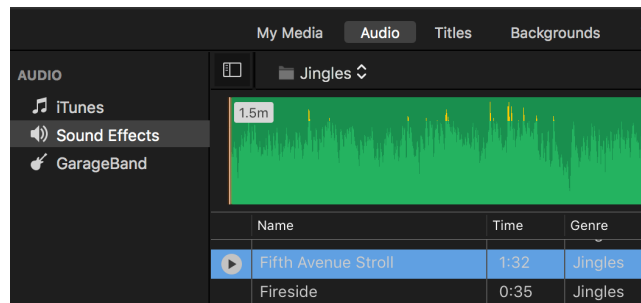 My Media Audio Titles Backgrounds
AUDIO
Jingles
iTunes
Sound Effects
GarageBand
1.5m
Name Time Genre
Fifth Avenue Stroll 1:32 Jingles
Fireside 0:35 Jingles